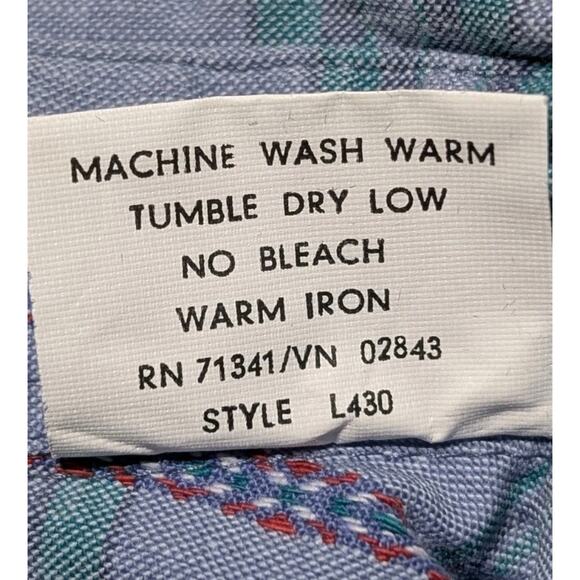 MACHINE WASH WARM
TUMBLE DRY LOW
NO BLEACH
WARM IRON
RN 71341/VN 02843
STYLE L430